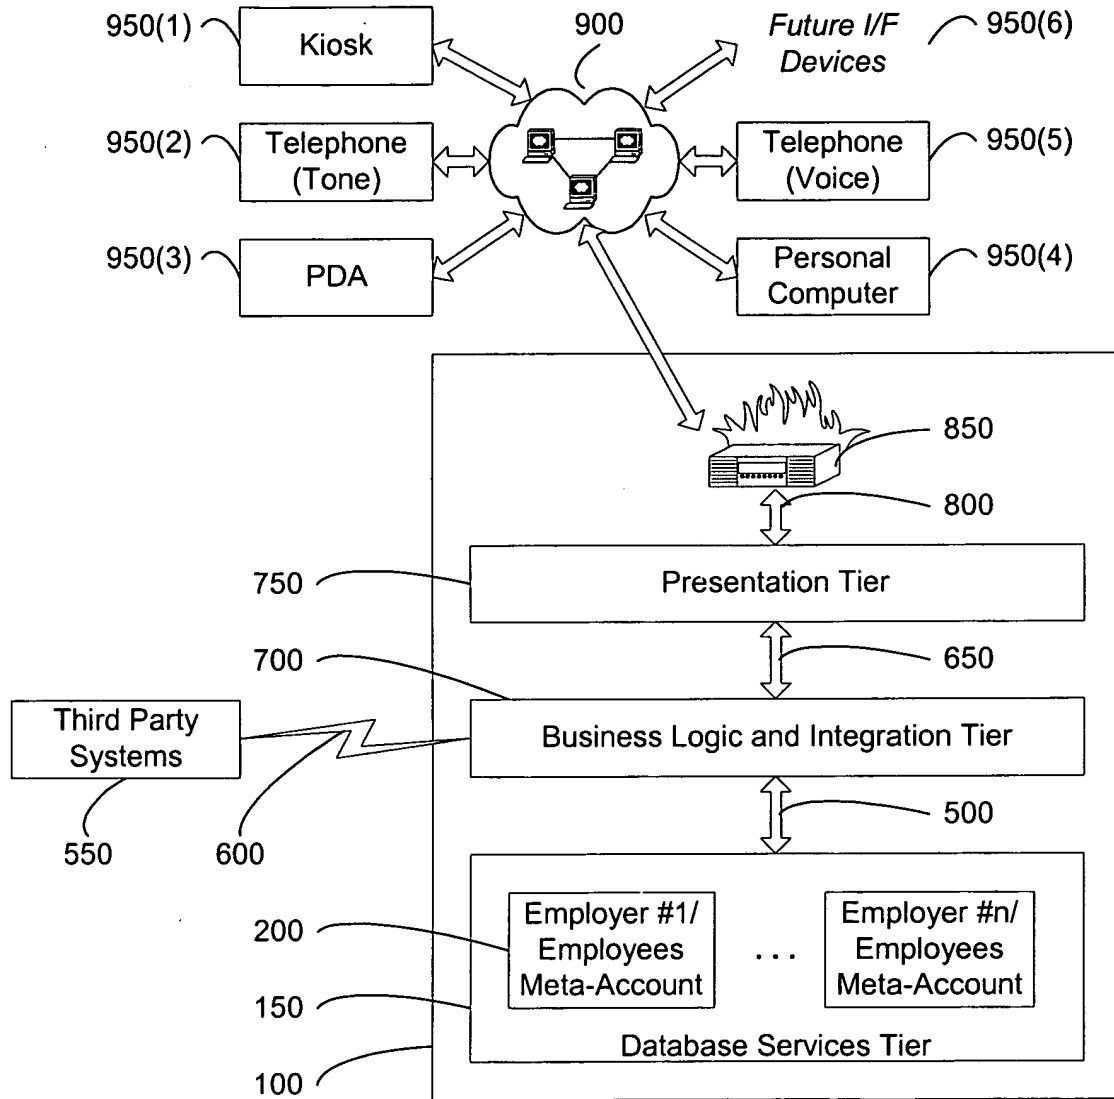 950(1)
Kiosk
900
Future I/F
Devices
950(6)
950(2)
Telephone
(Tone)
Telephone
(Voice)
950(5)
950(3)
PDA
Personal
Computer
950(4)
850
800
750
Presentation Tier
700
650
Third Party
Systems
Business Logic and Integration Tier
550
600
500
200
Employer #1/
Employees
Meta-Account
. . .
Employer #n/
Employees
Meta-Account
150
Database Services Tier
100